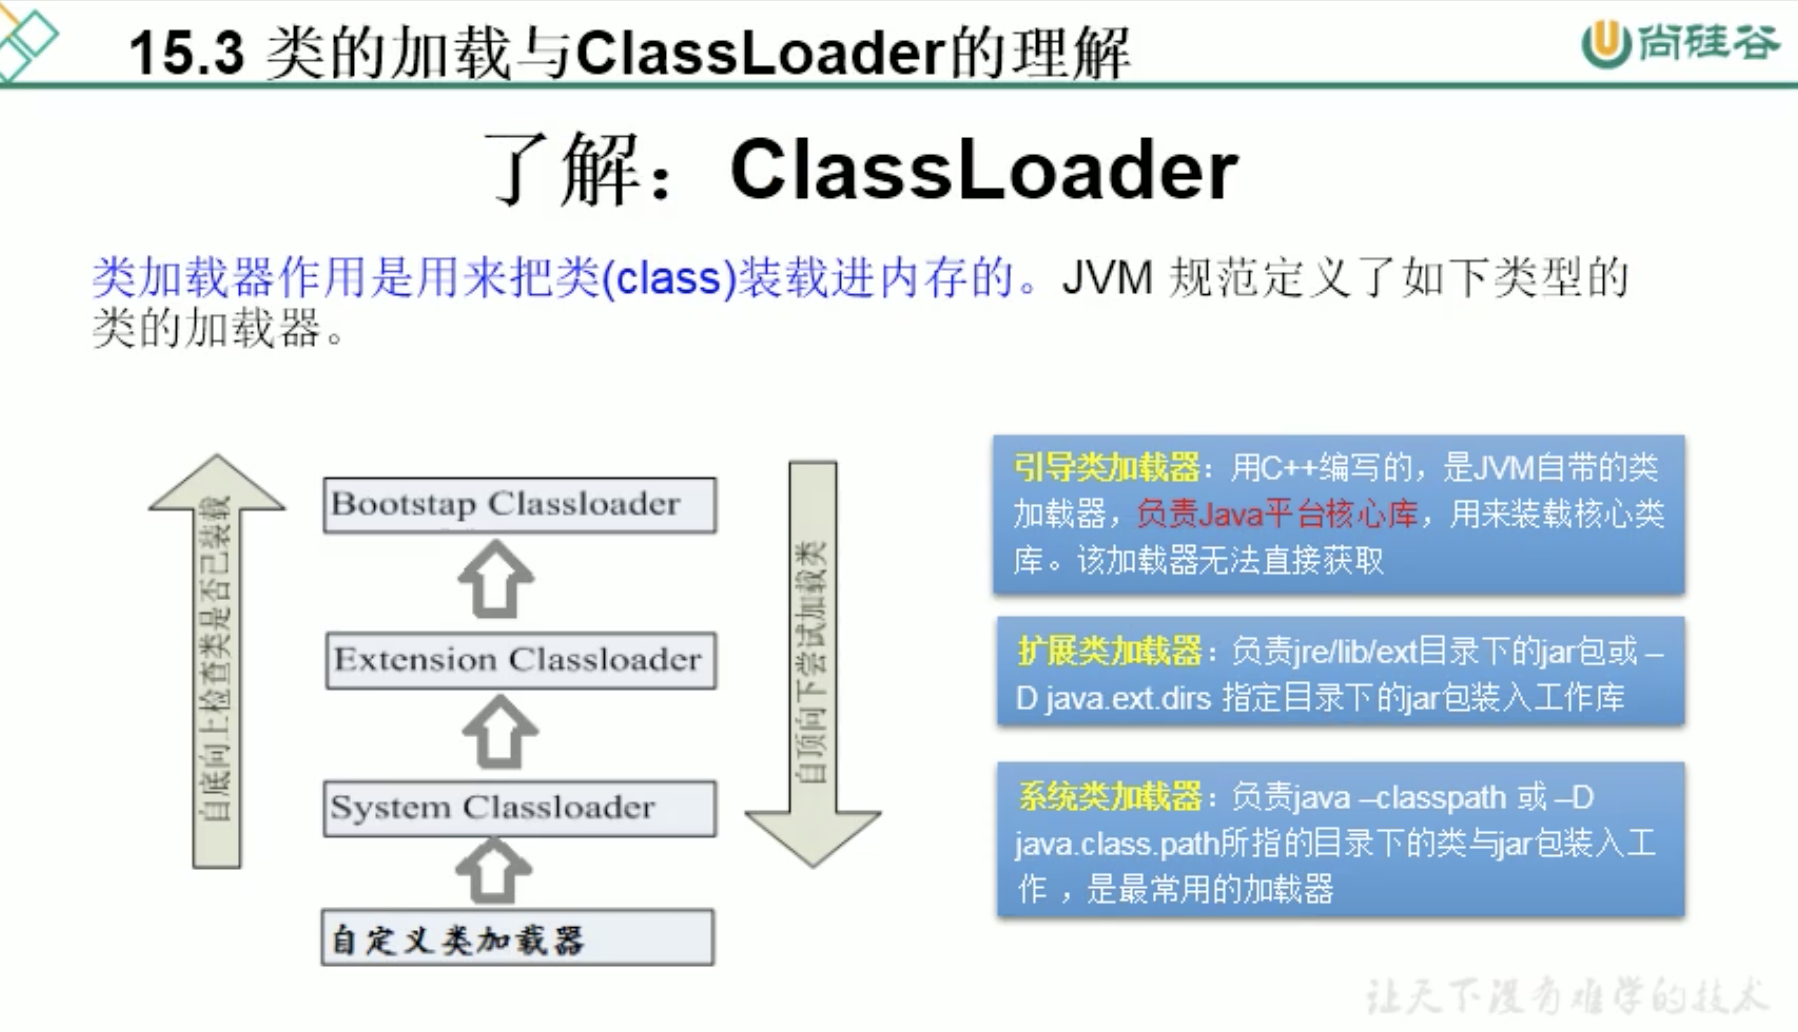 15.3 类的加载与ClassLoader的理解
尚硅谷
了解：ClassLoader
类加载器作用是用来把类(class)装载进内存的。JVM 规范定义了如下类型的
类的加载器。
自底向上检查类是否已装载
Bootstap Classloader
Extension Classloader
System Classloader
自定义类加载器
自顶向下尝试加载类
引导类加载器：用C++编写的，是JVM自带的类
加载器，负责Java平台核心库，用来装载核心类
库。该加载器无法直接获取
扩展类加载器：负责jre/lib/ext目录下的jar包或 –
D java.ext.dirs 指定目录下的jar包装入工作库
系统类加载器：负责java –classpath 或 –D
java.class.path所指的目录下的类与jar包装入工
作 ，是最常用的加载器
让天下没有难学的技术